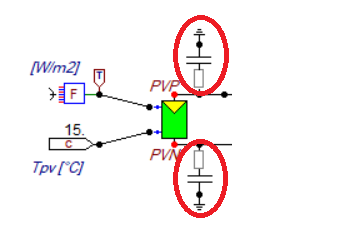 [W/m2]
T
PVP
F
15.
c
PVN
Tpv [°C]